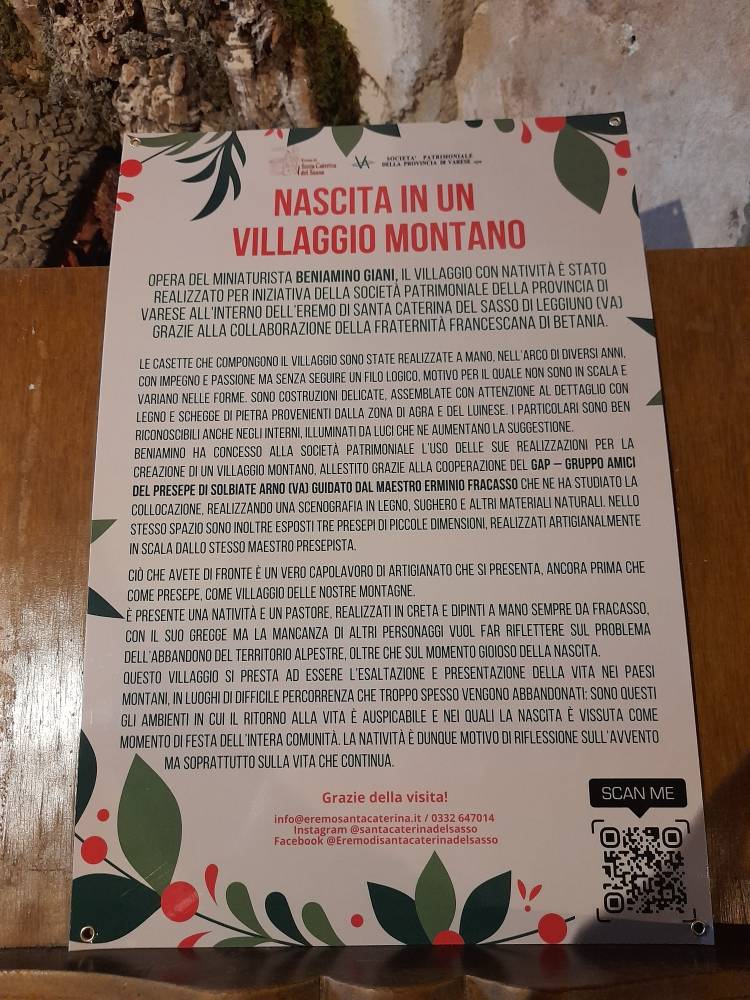 Eremo di
Santa Caterina
del Sasso
SOCIETA' PATRIMONIALE
DELLA PROVINCIA DI VARESE spa
NASCITA IN UN
VILLAGGIO MONTANO
OPERA DEL MINIATURISTA BENIAMINO GIANI, IL VILLAGGIO CON NATIVITÀ È STATO
REALIZZATO PER INIZIATIVA DELLA SOCIETÀ PATRIMONIALE DELLA PROVINCIA DI
VARESE ALL'INTERNO DELL'EREMO DI SANTA CATERINA DEL SASSO DI LEGGIUNO (VA)
GRAZIE ALLA COLLABORAZIONE DELLA FRATERNITÀ FRANCESCANA DI BETANIA.
LE CASETTE CHE COMPONGONO IL VILLAGGIO SONO STATE REALIZZATE A MANO, NELL'ARCO DI DIVERSI ANNI,
CON IMPEGNO E PASSIONE MA SENZA SEGUIRE UN FILO LOGICO, MOTIVO PER IL QUALE NON SONO IN SCALA E
VARIANO NELLE FORME. SONO COSTRUZIONI DELICATE, ASSEMBLATE CON ATTENZIONE AL DETTAGLIO CON
LEGNO E SCHEGGE DI PIETRA PROVENIENTI DALLA ZONA DI AGRA E DEL LUINESE. I PARTICOLARI SONO BEN
RICONOSCIBILI ANCHE NEGLI INTERNI, ILLUMINATI DA LUCI CHE NE AUMENTANO LA SUGGESTIONE.
BENIAMINO HA CONCESSO ALLA SOCIETÀ PATRIMONIALE L'USO DELLE SUE REALIZZAZIONI PER LA
CREAZIONE DI UN VILLAGGIO MONTANO, ALLESTITO GRAZIE ALLA COOPERAZIONE DEL GAP – GRUPPO AMICI
DEL PRESEPE DI SOLBIATE ARNO (VA) GUIDATO DAL MAESTRO ERMINIO FRACASSO CHE NE HA STUDIATO LA
COLLOCAZIONE, REALIZZANDO UNA SCENOGRAFIA IN LEGNO, SUGHERO E ALTRI MATERIALI NATURALI. NELLO
STESSO SPAZIO SONO INOLTRE ESPOSTI TRE PRESEPI DI PICCOLE DIMENSIONI, REALIZZATI ARTIGIANALMENTE
IN SCALA DALLO STESSO MAESTRO PRESEPISTA.
CIÒ CHE AVETE DI FRONTE È UN VERO CAPOLAVORO DI ARTIGIANATO CHE SI PRESENTA, ANCORA PRIMA CHE
COME PRESEPE, COME VILLAGGIO DELLE NOSTRE MONTAGNE.
È PRESENTE UNA NATIVITÀ E UN PASTORE, REALIZZATI IN CRETA E DIPINTI A MANO SEMPRE DA FRACASSO,
CON IL SUO GREGGE MA LA MANCANZA DI ALTRI PERSONAGGI VUOL FAR RIFLETTERE SUL PROBLEMA
DELL'ABBANDONO DEL TERRITORIO ALPESTRE, OLTRE CHE SUL MOMENTO GIOIOSO DELLA NASCITA.
QUESTO VILLAGGIO SI PRESTA AD ESSERE L'ESALTAZIONE E PRESENTAZIONE DELLA VITA NEI PAESI
MONTANI, IN LUOGHI DI DIFFICILE PERCORRENZA CHE TROPPO SPESSO VENGONO ABBANDONATI: SONO QUESTI
GLI AMBIENTI IN CUI IL RITORNO ALLA VITA È AUSPICABILE E NEI QUALI LA NASCITA È VISSUTA COME
MOMENTO DI FESTA DELL'INTERA COMUNITÀ. LA NATIVITÀ È DUNQUE MOTIVO DI RIFLESSIONE SULL'AVVENTO
MA SOPRATTUTTO SULLA VITA CHE CONTINUA.
Grazie della visita!
info@eremosantacaterina.it / 0332 647014
Instagram @santacaterinadelsasso
Facebook @Eremodisantacaterinadelsasso
SCAN ME